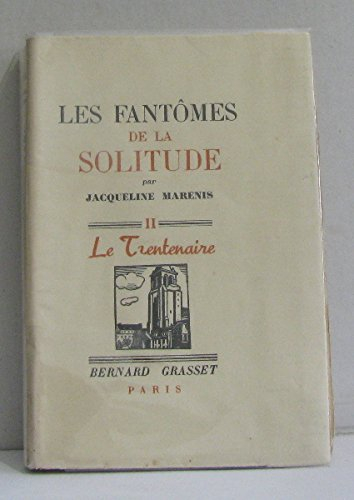 LES FANTÔMES
DE LA
SOLITUDE
par
JACQUELINE MARENIS
II
Le Trentenaire
BERNARD GRASSET
PARIS